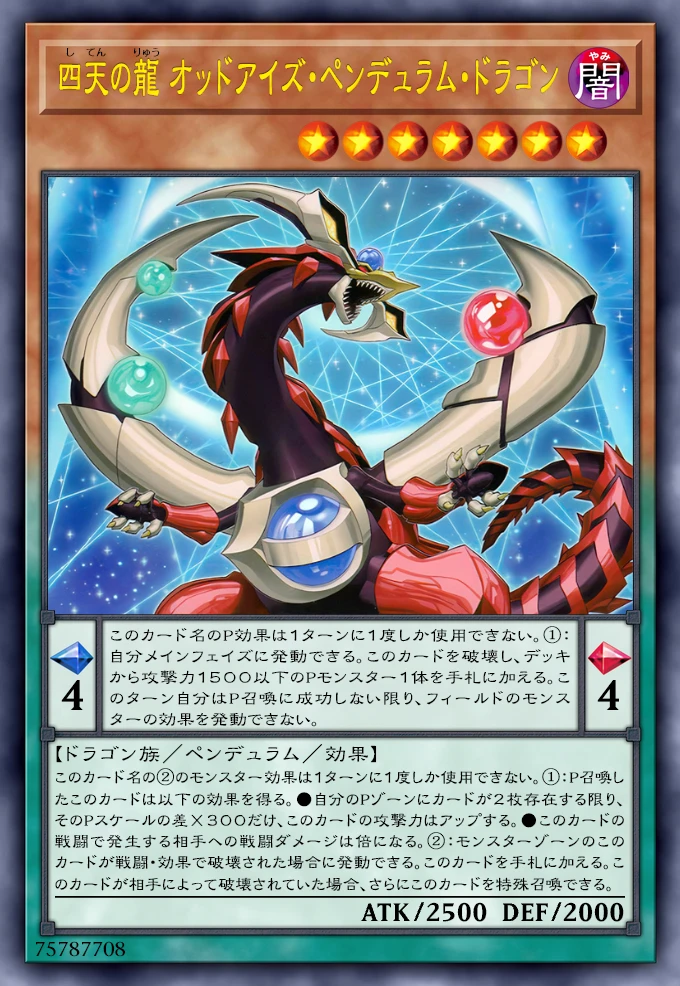 してん りゅう
四天の龍 オッドアイズ・ペンデュラム・ドラゴン
やみ
闇
このカード名のP効果は1ターンに1度しか使用できない。①:
自分メインフェイズに発動できる。このカードを破壊し、デッキ
から攻撃力1500以下のPモンスター1体を手札に加える。こ
のターン自分はP召喚に成功しない限り、フィールドのモンス
ターの効果を発動できない。
4
4
【ドラゴン族/ペンデュラム/効果】
このカード名の②のモンスター効果は1ターンに1度しか使用できない。①:P召喚し
たこのカードは以下の効果を得る。●自分のPゾーンにカードが2枚存在する限り、
そのPスケールの差×300だけ、このカードの攻撃力はアップする。●このカードの
戦闘で発生する相手への戦闘ダメージは倍になる。②:モンスターゾーンのこの
カードが戦闘・効果で破壊された場合に発動できる。このカードを手札に加える。こ
のカードが相手によって破壊されていた場合、さらにこのカードを特殊召喚できる。
ATK/2500 DEF/2000
75787708